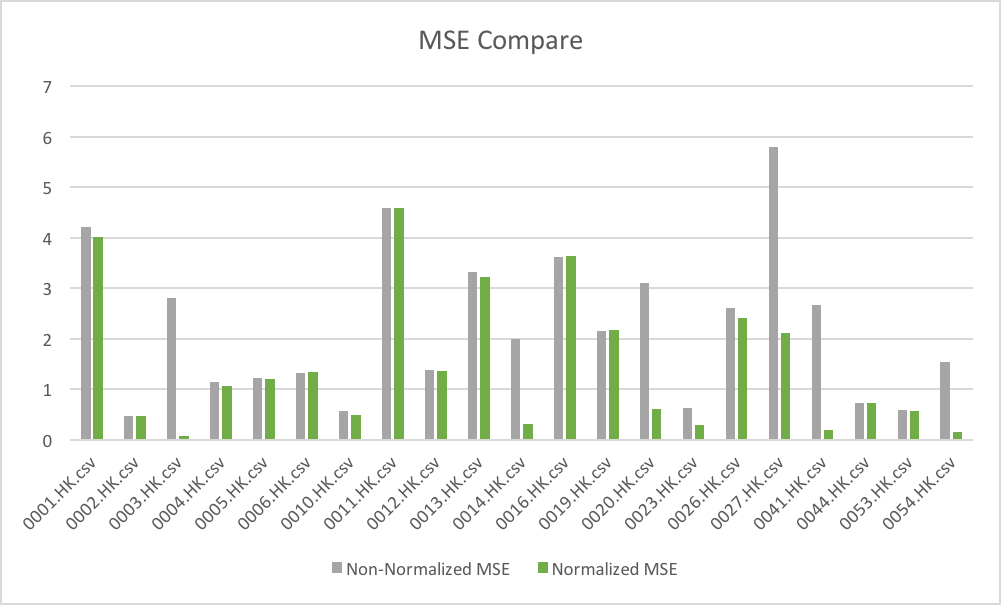 MSE Compare
7
6
5
4
3
2
1
0
0001.HK.csv
0002.HK.csv
0003.HK.csv
0004.HK.csv
0005.HK.csv
0006.HK.csv
0010.HK.csv
0011.HK.csv
0012.HK.csv
0013.HK.csv
0014.HK.csv
0016.HK.csv
0019.HK.csv
0020.HK.csv
0023.HK.csv
0026.HK.csv
0027.HK.csv
0041.HK.csv
0044.HK.csv
0053.HK.csv
0054.HK.csv
Non-Normalized MSE
Normalized MSE